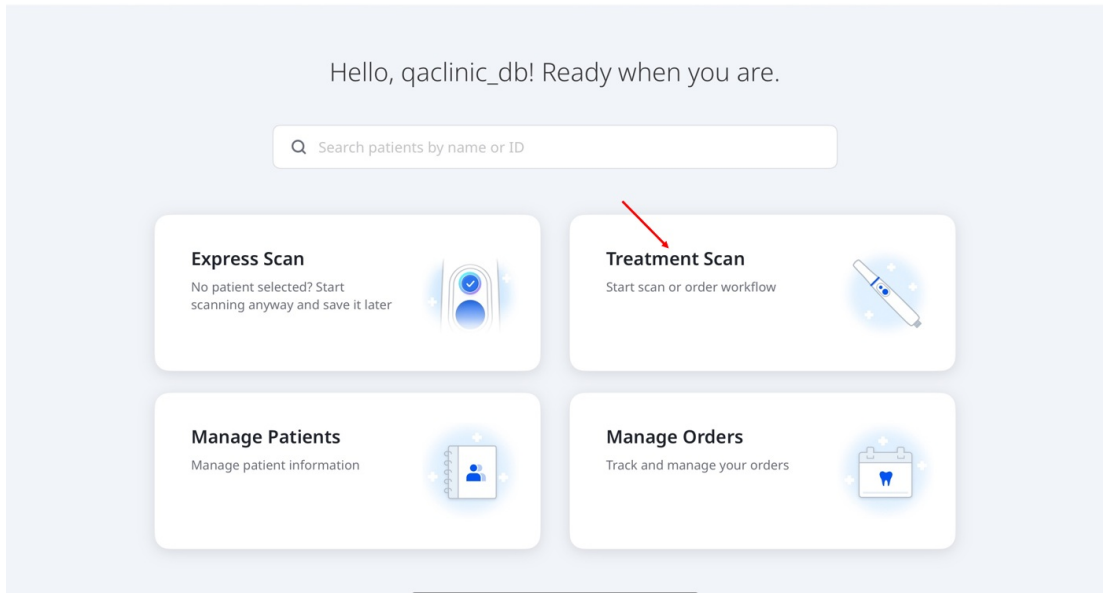 Hello, qaclinic_db! Ready when you are.
Search patients by name or ID
Express Scan
No patient selected? Start
scanning anyway and save it later
Treatment Scan
Start scan or order workflow
Manage Patients
Manage patient information
Manage Orders
Track and manage your orders